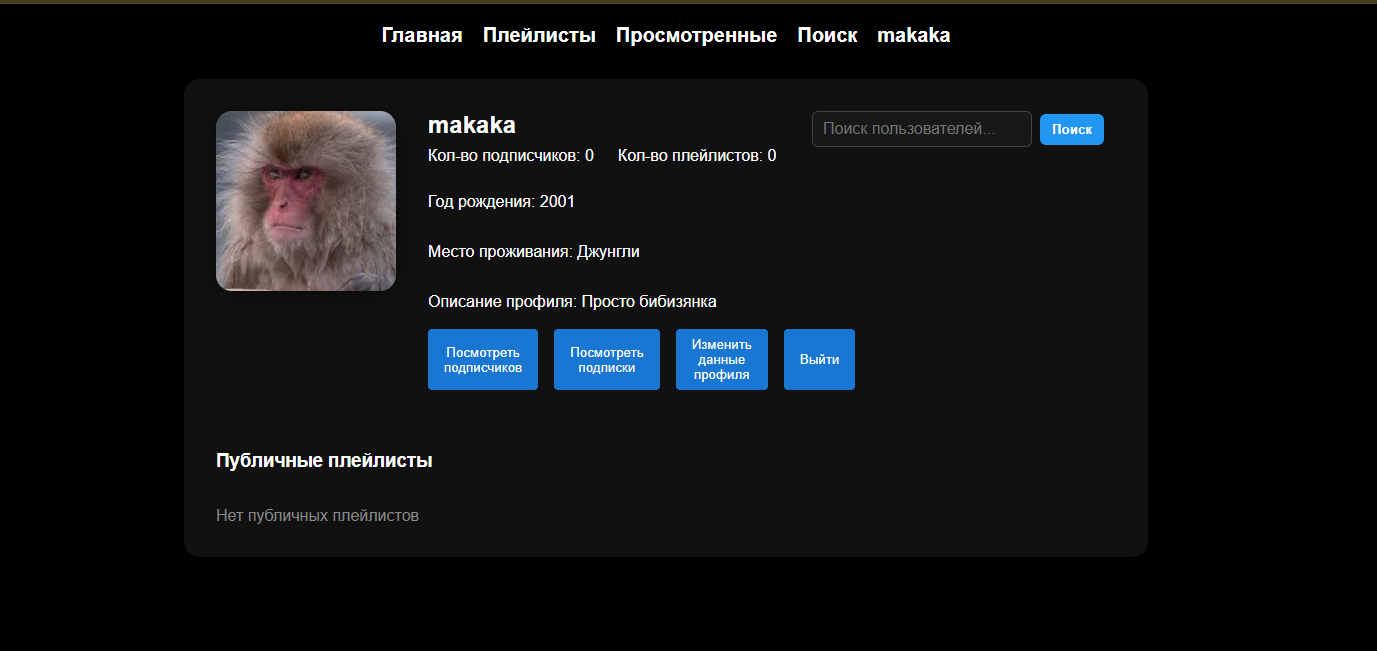 Главная Плейлисты Просмотренные Поиск makaka
makaka
Поиск пользователей...
Поиск
Кол-во подписчиков: 0 Кол-во плейлистов: 0
Год рождения: 2001
Место проживания: Джунгли
Описание профиля: Просто бибизянка
Посмотреть
подписчиков
Посмотреть
подписки
Изменить
данные
профиля
Выйти
Публичные плейлисты
Нет публичных плейлистов